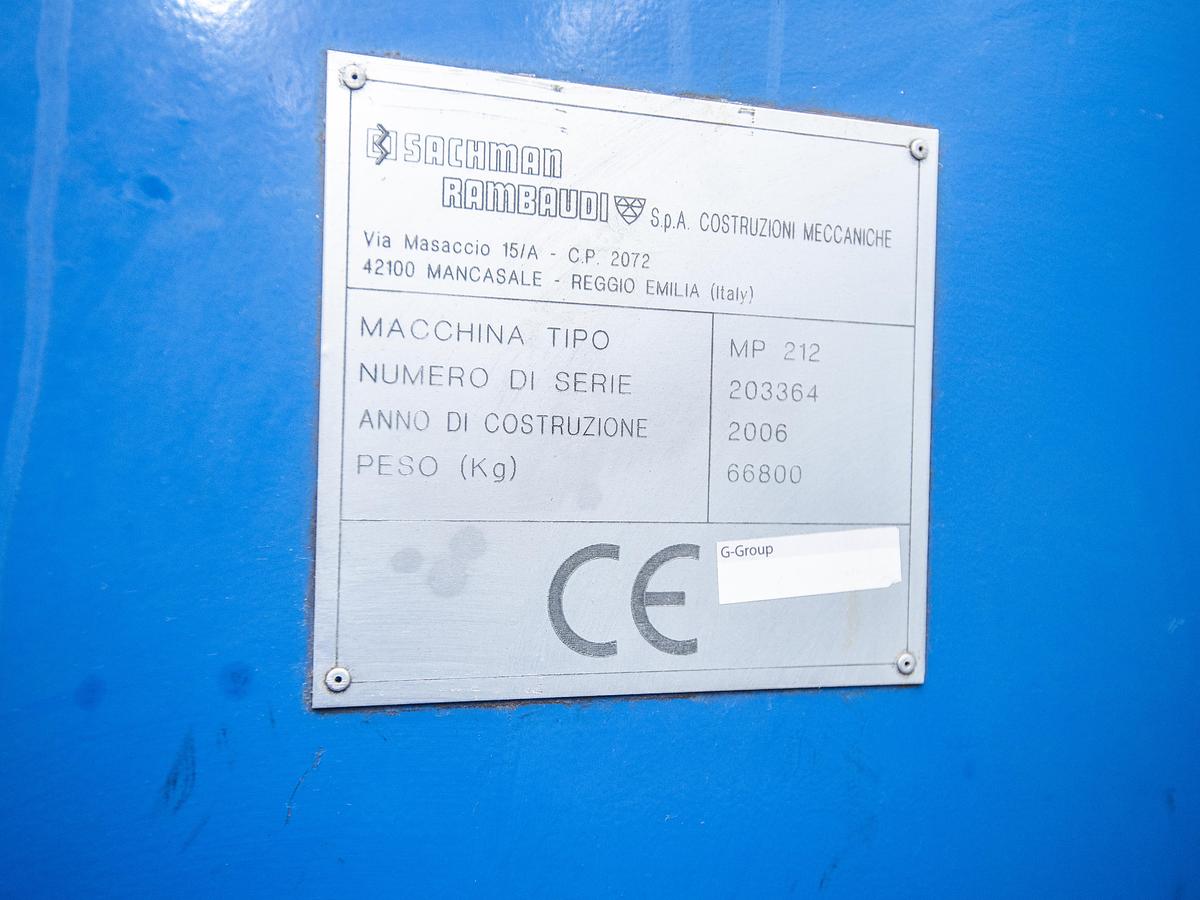 SACHMAN
RAMBAUDI S.p.A. COSTRUZIONI MECCANICHE
Via Masaccio 15/A - C.P. 2072
42100 MANCASALE - REGGIO EMILIA (Italy)
MACCHINA TIPO MP 212
NUMERO DI SERIE 203364
ANNO DI COSTRUZIONE 2006
PESO (Kg) 66800
CE
G-Group